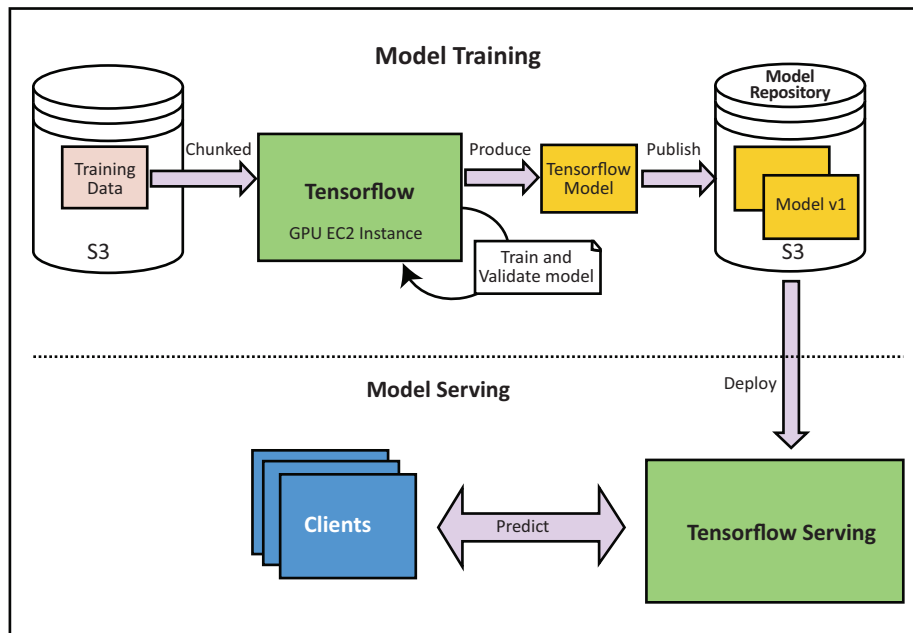 Model Training
Training
Data
S3
Chunked
Tensorflow
GPU EC2 Instance
Train and
Validate model
Produce
Tensorflow
Model
Publish
Model
Repository
Model v1
S3
Deploy
Model Serving
Clients
Predict
Tensorflow Serving